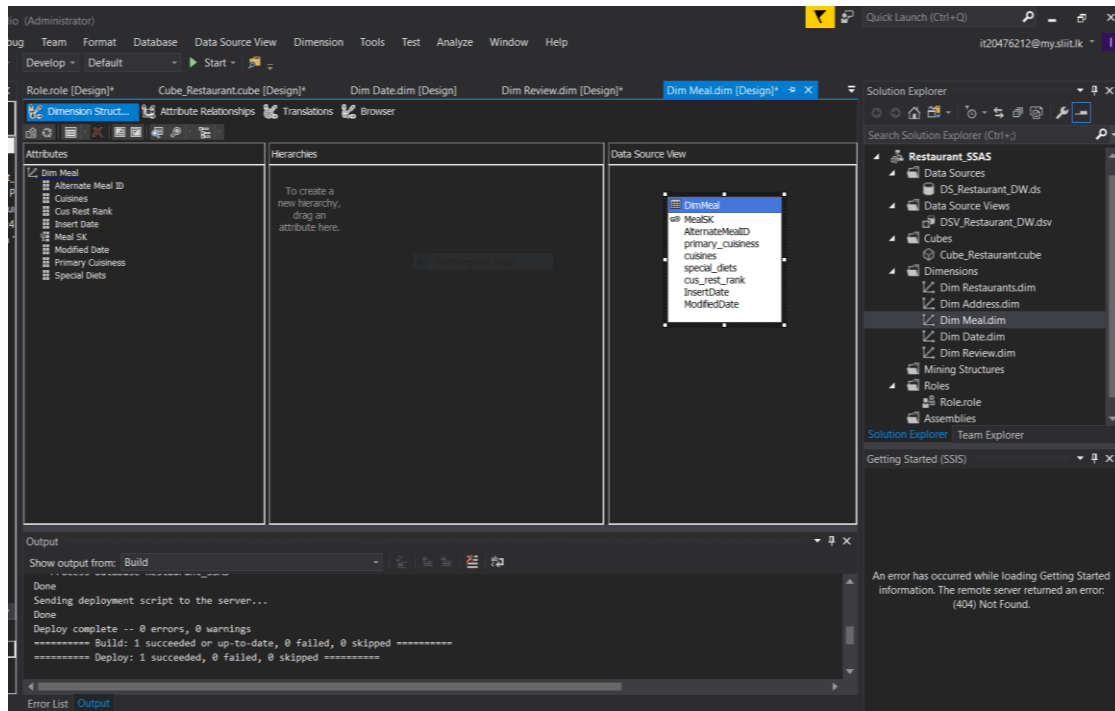 lio (Administrator)
Quick Launch (Ctrl+Q)
bug Team Format Database Data Source View Dimension Tools Test Analyze Window Help
it20476212@my.sliit.lk
Develop Default Start
Role.role [Design]* Cube_Restaurant.cube [Design]* Dim Date.dim [Design] Dim Review.dim [Design]* Dim Meal.dim [Design]*
Dimension Struct... Attribute Relationships Translations Browser
Attributes
Dim Meal
Alternate Meal ID
Cuisines
Cus Rest Rank
Insert Date
Meal SK
Modified Date
Primary Cuisiness
Special Diets
Hierarchies
To create a
new hierarchy,
drag an
attribute here.
Data Source View
DimMeal
MealSK
AlternateMealID
primary_cuisiness
cuisines
special_diets
cus_rest_rank
InsertDate
ModifiedDate
Solution Explorer
Search Solution Explorer (Ctrl+;)
Restaurant_SSAS
Data Sources
DS_Restaurant_DW.ds
Data Source Views
DSV_Restaurant_DW.dsv
Cubes
Cube_Restaurant.cube
Dimensions
Dim Restaurants.dim
Dim Address.dim
Dim Meal.dim
Dim Date.dim
Dim Review.dim
Mining Structures
Roles
Role.role
Assemblies
Solution Explorer Team Explorer
Getting Started (SSIS)
An error has occurred while loading Getting Started
information. The remote server returned an error:
(404) Not Found.
Output
Show output from: Build
Done
Sending deployment script to the server...
Done
Deploy complete -- 0 errors, 0 warnings
========== Build: 1 succeeded or up-to-date, 0 failed, 0 skipped ==========
========== Deploy: 1 succeeded, 0 failed, 0 skipped ==========
Error List Output